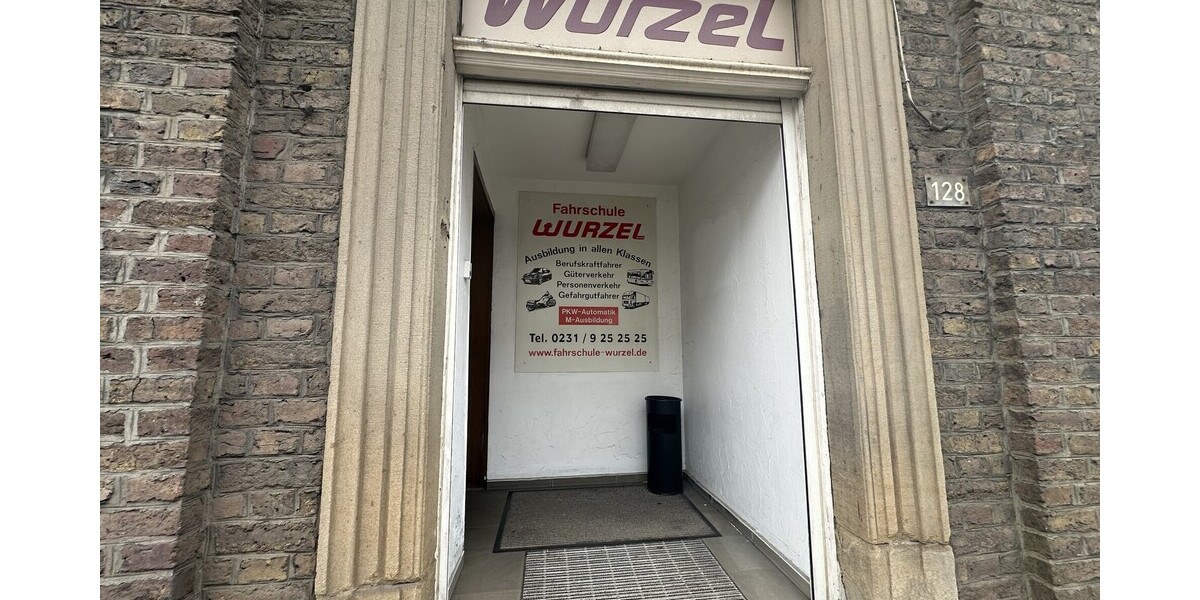 Wurzel
128
Fahrschule
WURZEL
Ausbildung in allen Klassen
Berufskraftfahrer
Güterverkehr
Personenverkehr
Gefahrgutfahrer
PKW-Automatik
M-Ausbildung
Tel. 0231 / 9 25 25 25
www.fahrschule-wurzel.de